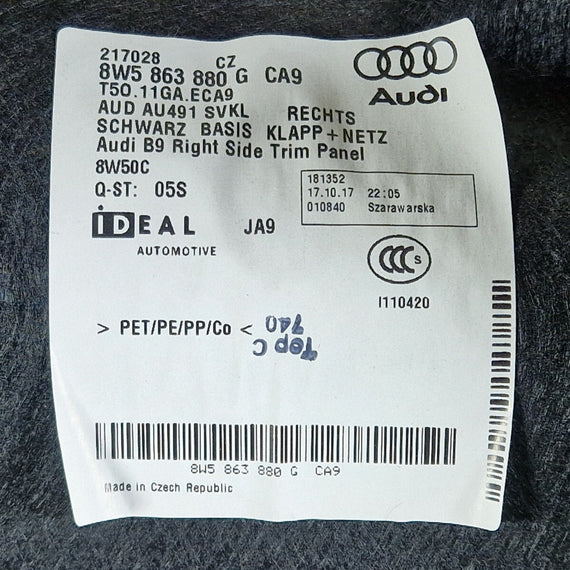 217028 CZ
8W5 863 880 G CA9
T50.11GA.ECA9
AUD AU491 SVKL RECHTS
SCHWARZ BASIS KLAPP+NETZ
Audi B9 Right Side Trim Panel
8W50C
Q-ST: 05S
Audi
181352
17.10.17 22:05
010840 Szarawarska
iDEAL JA9
AUTOMOTIVE
CCC S
I110420
> PET/PE/PP/Co <
Top C
740
8W5 863 880 G CA9
Made in Czech Republic